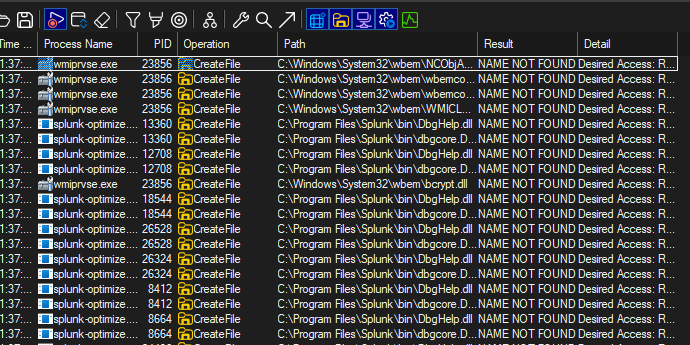 Time ... Process Name PID Operation Path Result Detail
1:37:... wmiprvse.exe 23856 CreateFile C:\Windows\System32\wbem\NCObjA... NAME NOT FOUND Desired Access: R...
1:37:... wmiprvse.exe 23856 CreateFile C:\Windows\System32\wbem\wbemco... NAME NOT FOUND Desired Access: R...
1:37:... wmiprvse.exe 23856 CreateFile C:\Windows\System32\wbem\wbemco... NAME NOT FOUND Desired Access: R...
1:37:... wmiprvse.exe 23856 CreateFile C:\Windows\System32\wbem\WMICL... NAME NOT FOUND Desired Access: R...
1:37:... splunk-optimize.... 13360 CreateFile C:\Program Files\Splunk\bin\DbgHelp.dll NAME NOT FOUND Desired Access: R...
1:37:... splunk-optimize.... 13360 CreateFile C:\Program Files\Splunk\bin\dbgcore.D... NAME NOT FOUND Desired Access: R...
1:37:... splunk-optimize.... 12708 CreateFile C:\Program Files\Splunk\bin\DbgHelp.dll NAME NOT FOUND Desired Access: R...
1:37:... splunk-optimize.... 12708 CreateFile C:\Program Files\Splunk\bin\dbgcore.D... NAME NOT FOUND Desired Access: R...
1:37:... wmiprvse.exe 23856 CreateFile C:\Windows\System32\wbem\bcrypt.dll NAME NOT FOUND Desired Access: R...
1:37:... splunk-optimize.... 18544 CreateFile C:\Program Files\Splunk\bin\DbgHelp.dll NAME NOT FOUND Desired Access: R...
1:37:... splunk-optimize.... 18544 CreateFile C:\Program Files\Splunk\bin\dbgcore.D... NAME NOT FOUND Desired Access: R...
1:37:... splunk-optimize.... 26528 CreateFile C:\Program Files\Splunk\bin\DbgHelp.dll NAME NOT FOUND Desired Access: R...
1:37:... splunk-optimize.... 26528 CreateFile C:\Program Files\Splunk\bin\dbgcore.D... NAME NOT FOUND Desired Access: R...
1:37:... splunk-optimize.... 26324 CreateFile C:\Program Files\Splunk\bin\DbgHelp.dll NAME NOT FOUND Desired Access: R...
1:37:... splunk-optimize.... 26324 CreateFile C:\Program Files\Splunk\bin\dbgcore.D... NAME NOT FOUND Desired Access: R...
1:37:... splunk-optimize.... 8412 CreateFile C:\Program Files\Splunk\bin\DbgHelp.dll NAME NOT FOUND Desired Access: R...
1:37:... splunk-optimize.... 8412 CreateFile C:\Program Files\Splunk\bin\dbgcore.D... NAME NOT FOUND Desired Access: R...
1:37:... splunk-optimize.... 8664 CreateFile C:\Program Files\Splunk\bin\DbgHelp.dll NAME NOT FOUND Desired Access: R...
1:37:... splunk-optimize.... 8664 CreateFile C:\Program Files\Splunk\bin\dbgcore.D... NAME NOT FOUND Desired Access: R...